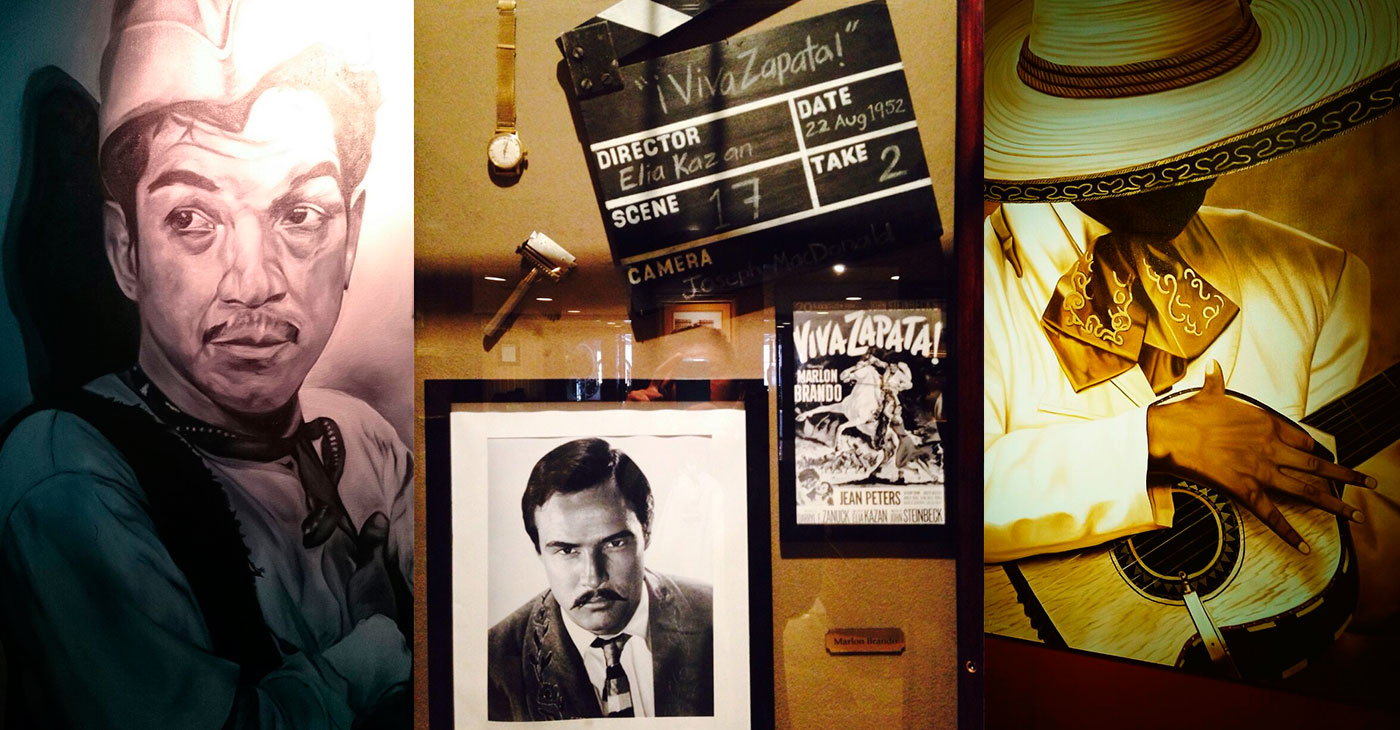 "¡Viva Zapata!"
DIRECTOR
Elia Kazan
DATE
22 Aug 1952
SCENE 17
TAKE 2
CAMERA
Joseph MacDonald
VIVA ZAPATA!
MARLON
BRANDO
JEAN PETERS
ZANUCK KAZAN STEINBECK
Marlon Brando